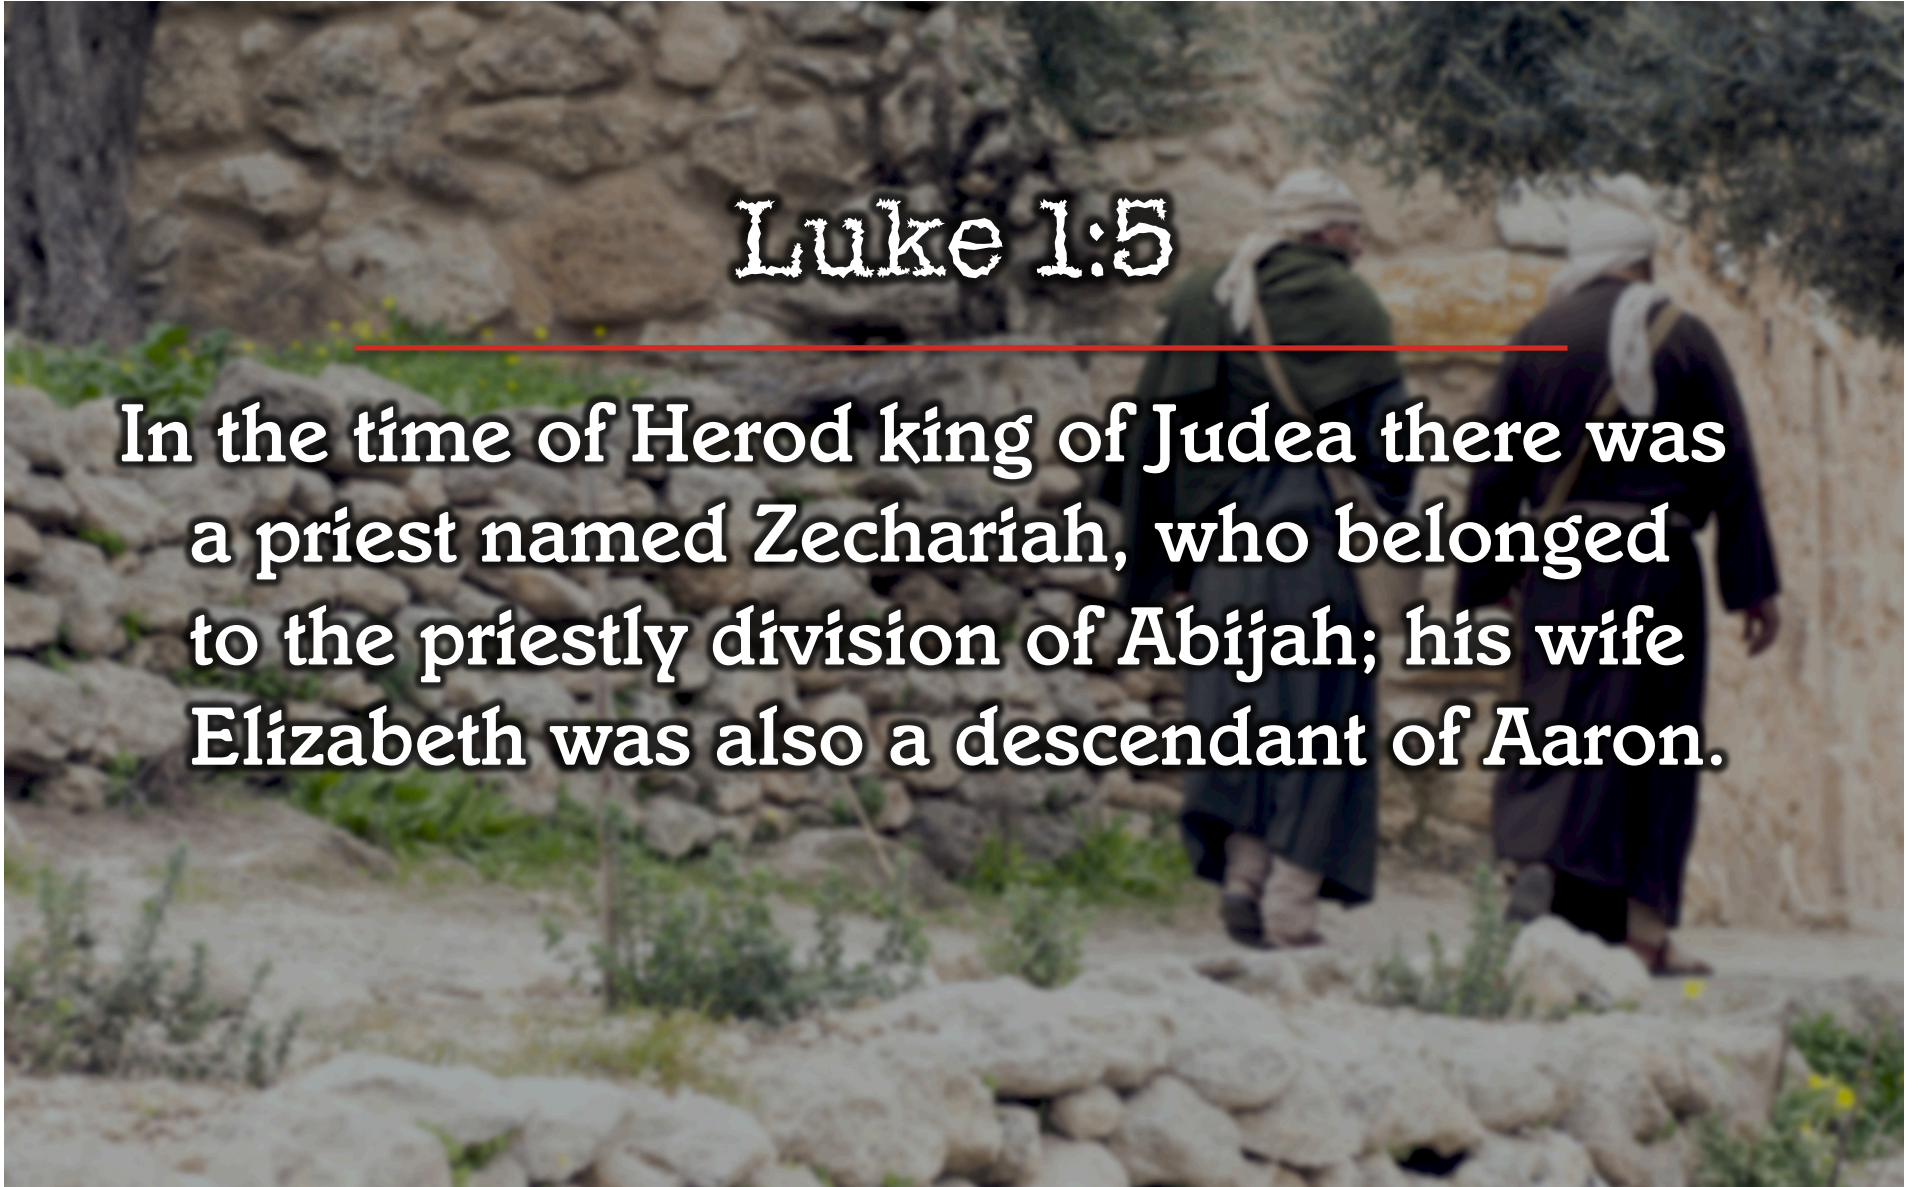 Luke 1:5
In the time of Herod king of Judea there was
a priest named Zechariah, who belonged
to the priestly division of Abijah; his wife
Elizabeth was also a descendant of Aaron.